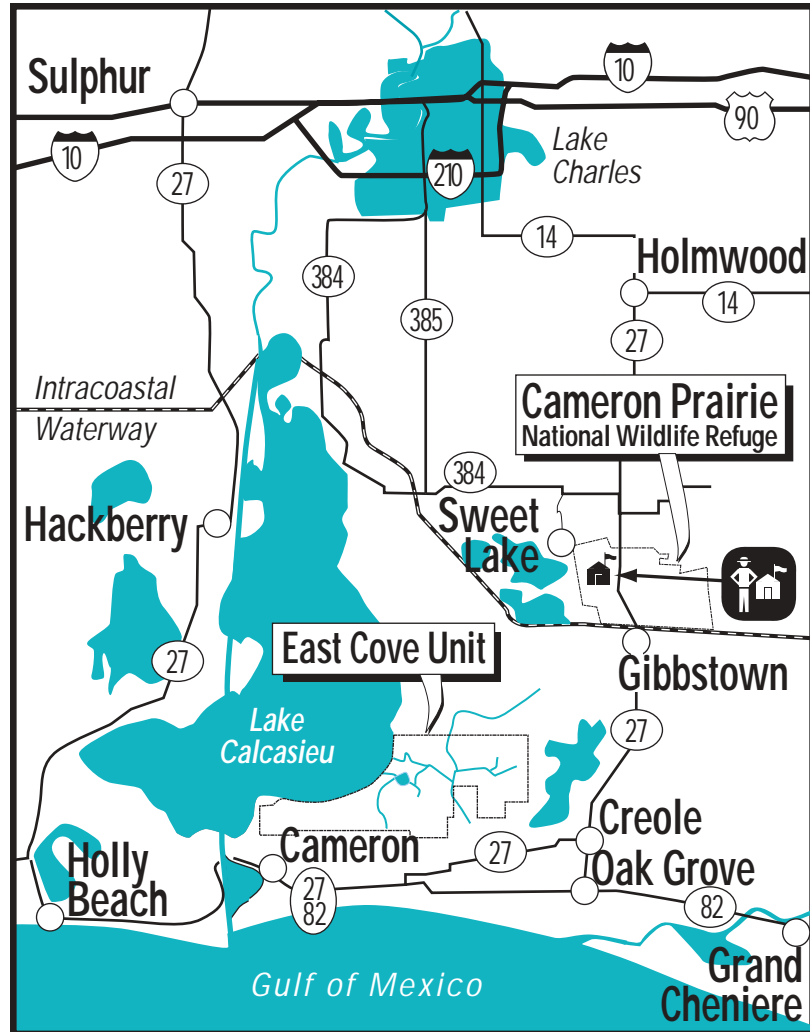 Sulphur
10
90
10
Lake
Charles
27
210
14
384
Holmwood
14
385
27
Intracoastal
Waterway
Cameron Prairie
National Wildlife Refuge
384
Hackberry
Sweet
Lake
27
East Cove Unit
Gibbstown
Lake
Calcasieu
27
Creole
Cameron
27
Holly
Beach
Oak Grove
27
82
82
Grand
Cheniere
Gulf of Mexico